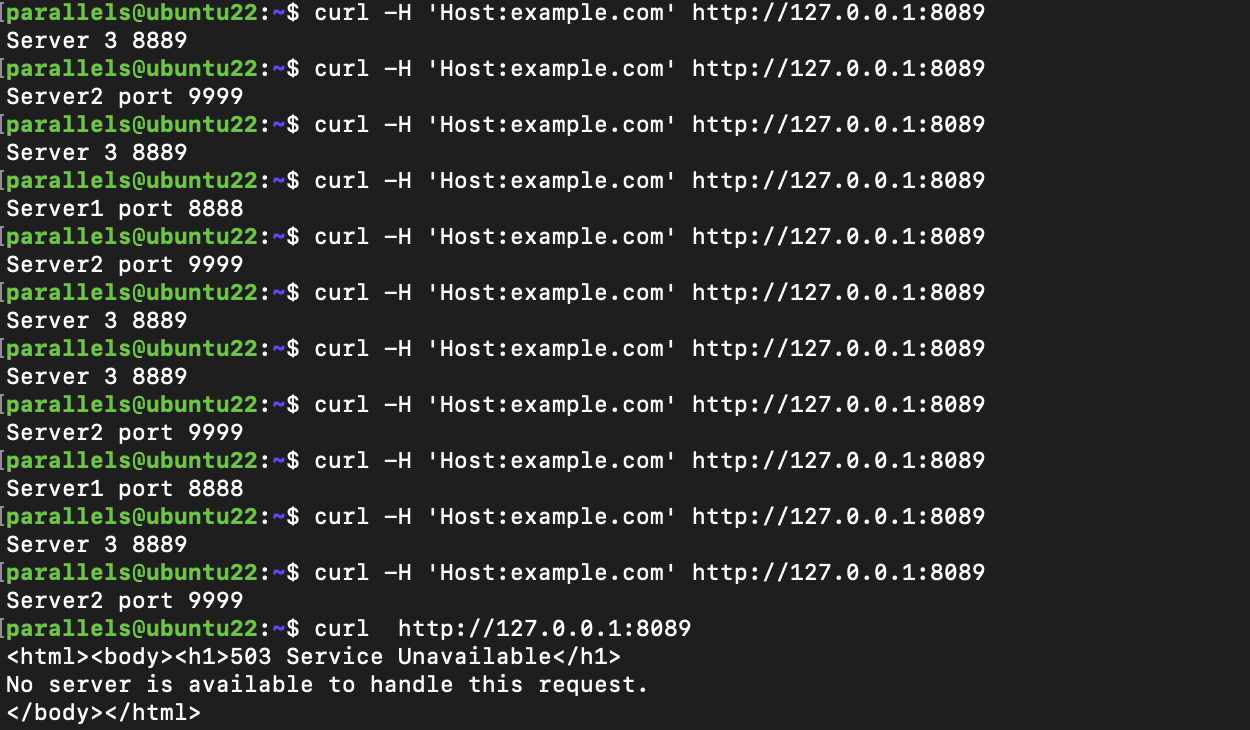 [parallels@ubuntu22:~$ curl -H 'Host:example.com' http://127.0.0.1:8089
Server 3 8889
[parallels@ubuntu22:~$ curl -H 'Host:example.com' http://127.0.0.1:8089
Server2 port 9999
[parallels@ubuntu22:~$ curl -H 'Host:example.com' http://127.0.0.1:8089
Server 3 8889
[parallels@ubuntu22:~$ curl -H 'Host:example.com' http://127.0.0.1:8089
Server1 port 8888
[parallels@ubuntu22:~$ curl -H 'Host:example.com' http://127.0.0.1:8089
Server2 port 9999
[parallels@ubuntu22:~$ curl -H 'Host:example.com' http://127.0.0.1:8089
Server 3 8889
[parallels@ubuntu22:~$ curl -H 'Host:example.com' http://127.0.0.1:8089
Server 3 8889
[parallels@ubuntu22:~$ curl -H 'Host:example.com' http://127.0.0.1:8089
Server2 port 9999
[parallels@ubuntu22:~$ curl -H 'Host:example.com' http://127.0.0.1:8089
Server1 port 8888
[parallels@ubuntu22:~$ curl -H 'Host:example.com' http://127.0.0.1:8089
Server 3 8889
[parallels@ubuntu22:~$ curl -H 'Host:example.com' http://127.0.0.1:8089
Server2 port 9999
[parallels@ubuntu22:~$ curl  http://127.0.0.1:8089
<html><body><h1>503 Service Unavailable</h1>
No server is available to handle this request.
</body></html>